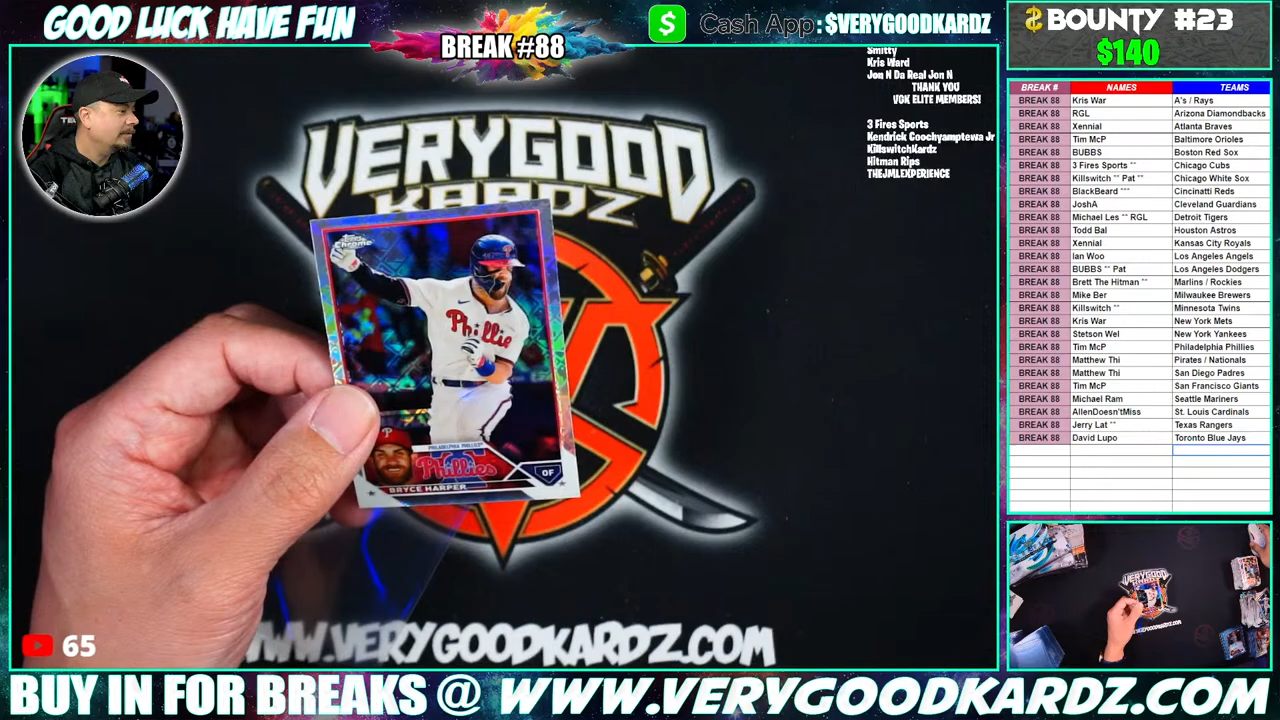 GOOD LUCK HAVE FUN
BREAK #88
Cash App : $VERYGOODKARDZ
BOUNTY #23
$140
Smitty
Kris Ward
Jon N Da Real Jon N
THANK YOU
VGK ELITE MEMBERS!
3 Fires Sports
Kendrick Coochyamptewa Jr
KillswitchKardz
Hitman Rips
THEJMLEXPERIENCE
VERYGOOD
KARDZ
Topps
Chrome
Phillies
PHILADELPHIA PHILLIES
Phillies
OF
BRYCE HARPER
WWW.VERYGOODKARDZ.COM
65
BREAK # NAMES TEAMS
BREAK 88 Kris War A's / Rays
BREAK 88 RGL Arizona Diamondbacks
BREAK 88 Xennial Atlanta Braves
BREAK 88 Tim McP Baltimore Orioles
BREAK 88 BUBBS Boston Red Sox
BREAK 88 3 Fires Sports ** Chicago Cubs
BREAK 88 Killswitch ** Pat ** Chicago White Sox
BREAK 88 BlackBeard *** Cincinatti Reds
BREAK 88 JoshA Cleveland Guardians
BREAK 88 Michael Les ** RGL Detroit Tigers
BREAK 88 Todd Bal Houston Astros
BREAK 88 Xennial Kansas City Royals
BREAK 88 Ian Woo Los Angeles Angels
BREAK 88 BUBBS ** Pat Los Angeles Dodgers
BREAK 88 Brett The Hitman ** Marlins / Rockies
BREAK 88 Mike Ber Milwaukee Brewers
BREAK 88 Killswitch ** Minnesota Twins
BREAK 88 Kris War New York Mets
BREAK 88 Stetson Wel New York Yankees
BREAK 88 Tim McP Philadelphia Phillies
BREAK 88 Matthew Thi Pirates / Nationals
BREAK 88 Matthew Thi San Diego Padres
BREAK 88 Tim McP San Francisco Giants
BREAK 88 Michael Ram Seattle Mariners
BREAK 88 AllenDoesn'tMiss St. Louis Cardinals
BREAK 88 Jerry Lat ** Texas Rangers
BREAK 88 David Lupo Toronto Blue Jays
VERYGOOD
KARDZ
BUY IN FOR BREAKS @ WWW.VERYGOODKARDZ.COM